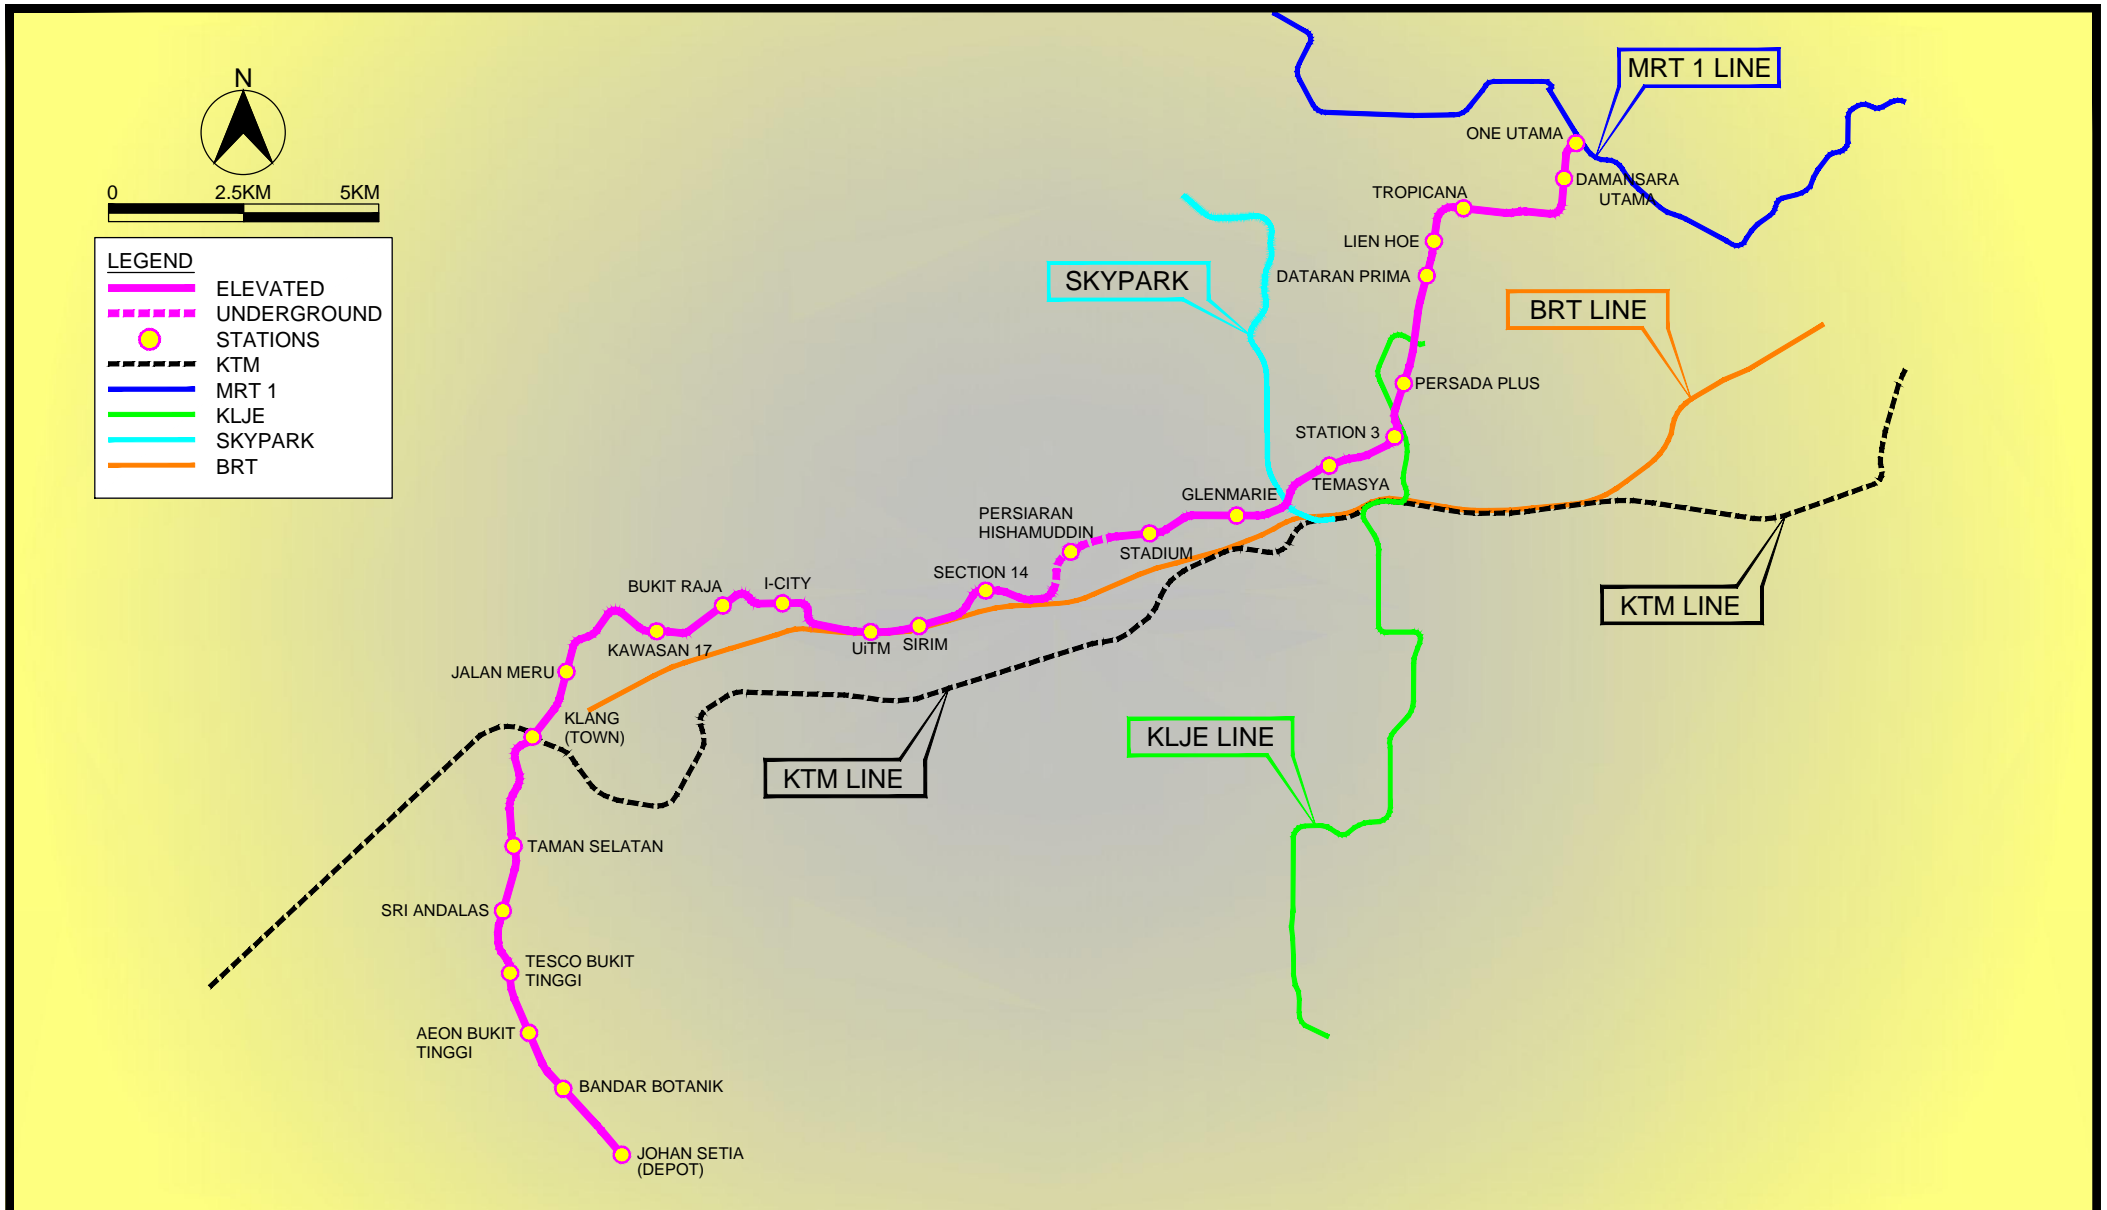 N
0 2.5KM 5KM
LEGEND
ELEVATED
UNDERGROUND
STATIONS
KTM
MRT 1
KLJE
SKYPARK
BRT
MRT 1 LINE
ONE UTAMA
DAMANSARA
UTAMA
TROPICANA
LIEN HOE
DATARAN PRIMA
SKYPARK
BRT LINE
PERSADA PLUS
STATION 3
TEMASYA
GLENMARIE
PERSIARAN
HISHAMUDDIN
STADIUM
SECTION 14
I-CITY
BUKIT RAJA
KAWASAN 17
UiTM
SIRIM
KTM LINE
JALAN MERU
KLANG
(TOWN)
KTM LINE
KLJE LINE
TAMAN SELATAN
SRI ANDALAS
TESCO BUKIT
TINGGI
AEON BUKIT
TINGGI
BANDAR BOTANIK
JOHAN SETIA
(DEPOT)